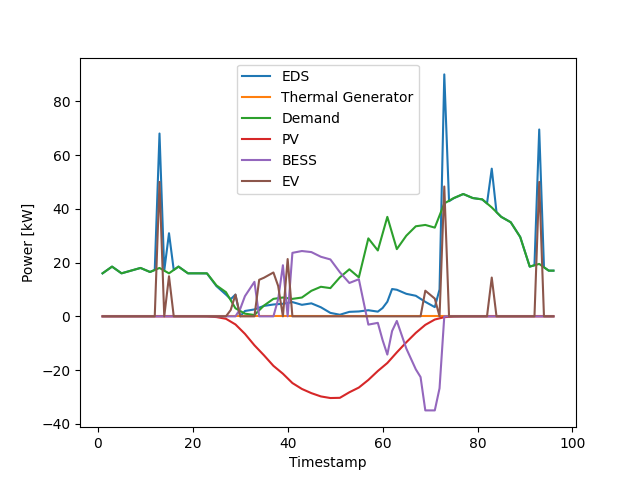 EDS
Thermal Generator
Demand
PV
BESS
EV
Power [kW]
80
60
40
20
0
−20
−40
0 20 40 60 80 100
Timestamp